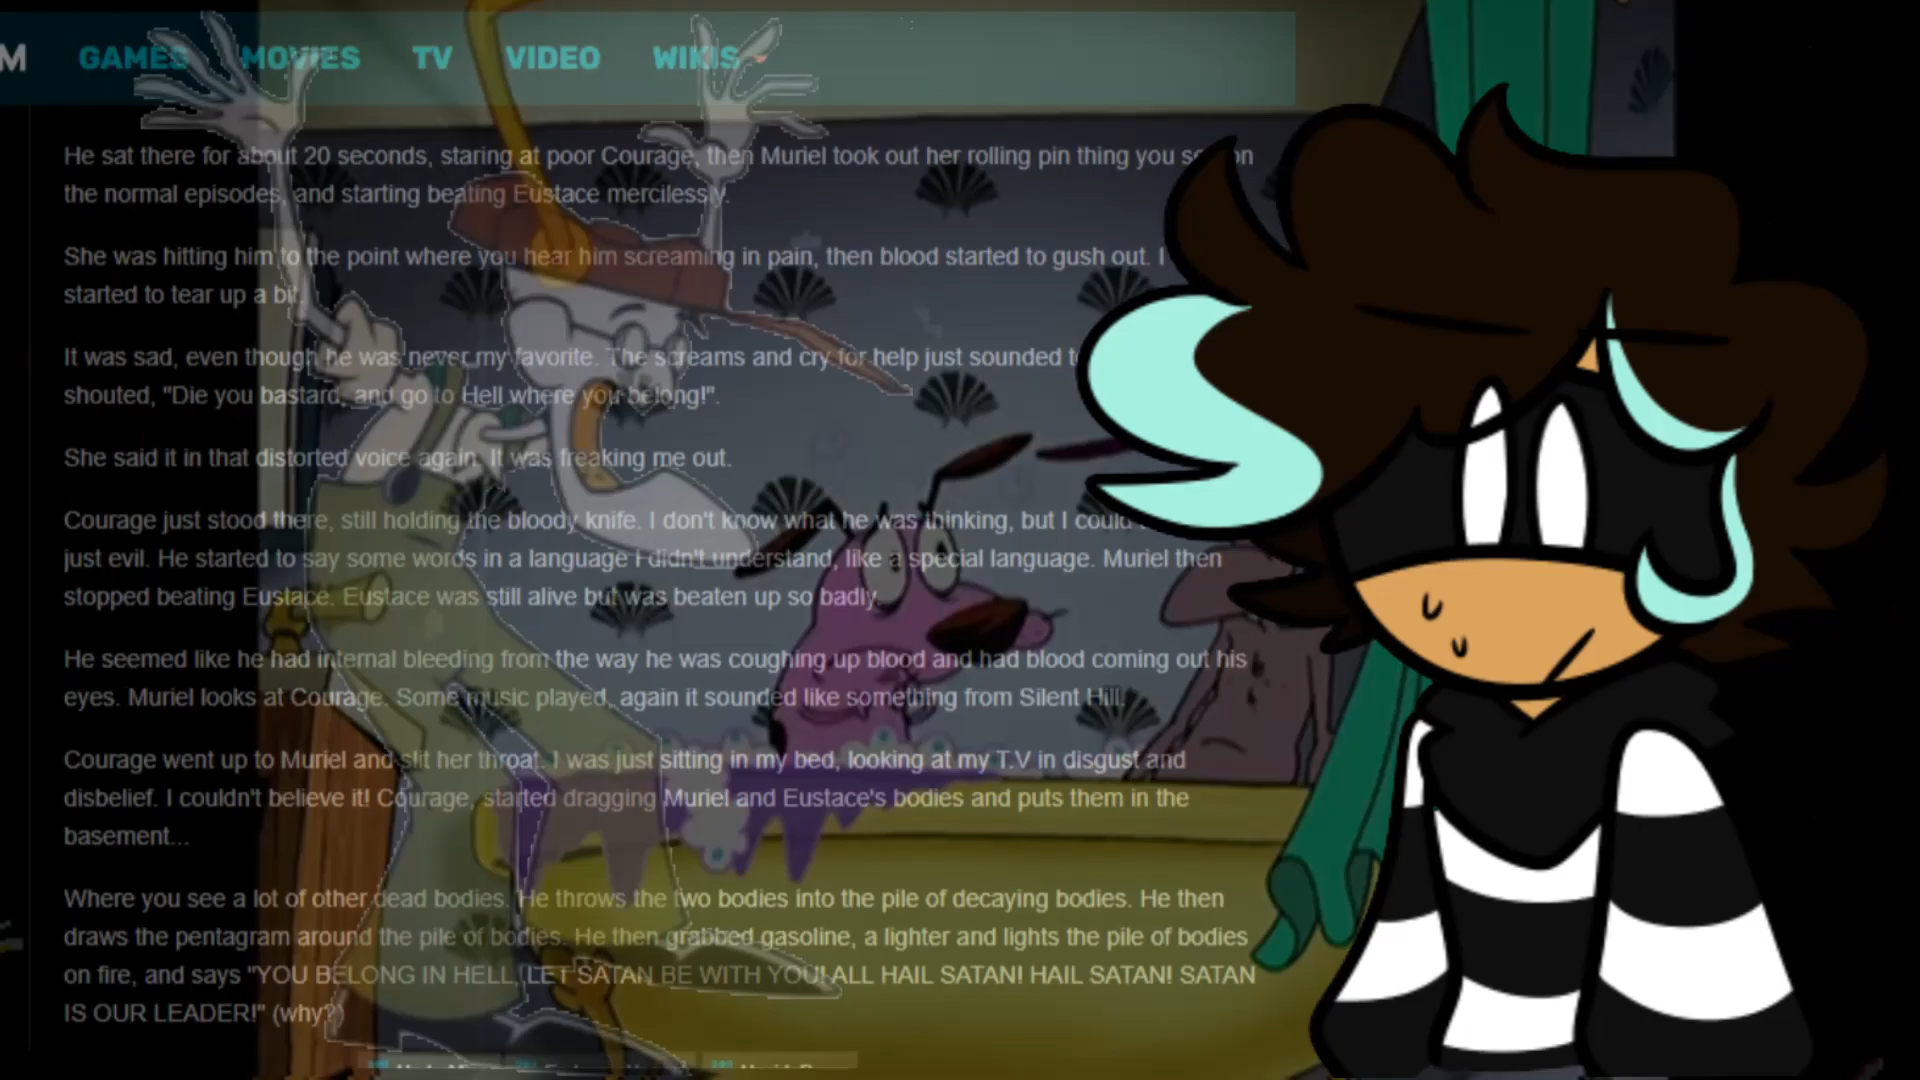 M GAMES MOVIES TV VIDEO WIKIS
He sat there for about 20 seconds, staring at poor Courage, then Muriel took out her rolling pin thing you see on
the normal episodes, and starting beating Eustace mercilessly.
She was hitting him to the point where you hear him screaming in pain, then blood started to gush out. I
started to tear up a bit.
It was sad, even though he was never my favorite. The screams and cry for help just sounded
shouted, "Die you bastard, and go to Hell where you belong!".
She said it in that distorted voice again. It was freaking me out.
Courage just stood there, still holding the bloody knife. I don't know what he was thinking, but I could
just evil. He started to say some words in a language I didn't understand, like a special language. Muriel then
stopped beating Eustace. Eustace was still alive but was beaten up so badly.
He seemed like he had internal bleeding from the way he was coughing up blood and had blood coming out his
eyes. Muriel looks at Courage. Some music played, again it sounded like something from Silent Hill.
Courage went up to Muriel and slit her throat. I was just sitting in my bed, looking at my T.V in disgust and
disbelief. I couldn't believe it! Courage started dragging Muriel and Eustace's bodies and puts them in the
basement...
Where you see a lot of other dead bodies. He throws the two bodies into the pile of decaying bodies. He then
draws the pentagram around the pile of bodies. He then grabbed gasoline, a lighter and lights the pile of bodies
on fire, and says "YOU BELONG IN HELL, LET SATAN BE WITH YOU! ALL HAIL SATAN! HAIL SATAN! SATAN
IS OUR LEADER!" (why?)